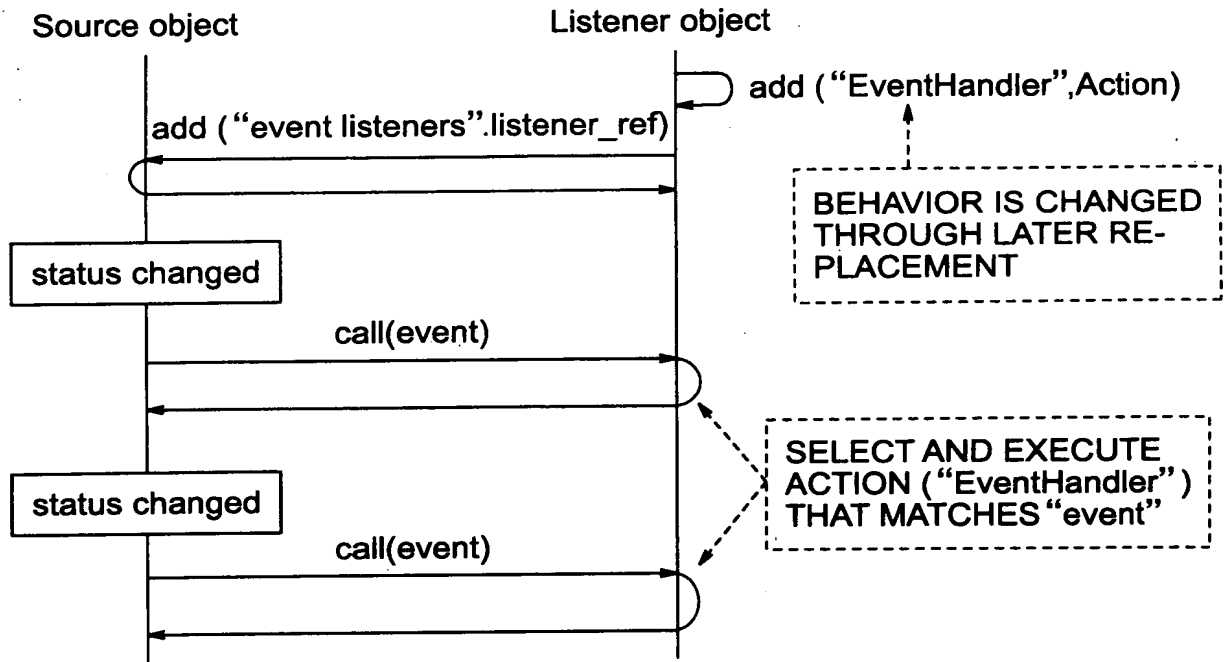 Source object
Listener object
add (“EventHandler”,Action)
add (“event listeners”.listener_ref)
BEHAVIOR IS CHANGED
THROUGH LATER RE-
PLACEMENT
status changed
call(event)
SELECT AND EXECUTE
ACTION (“EventHandler”)
THAT MATCHES “event”
status changed
call(event)